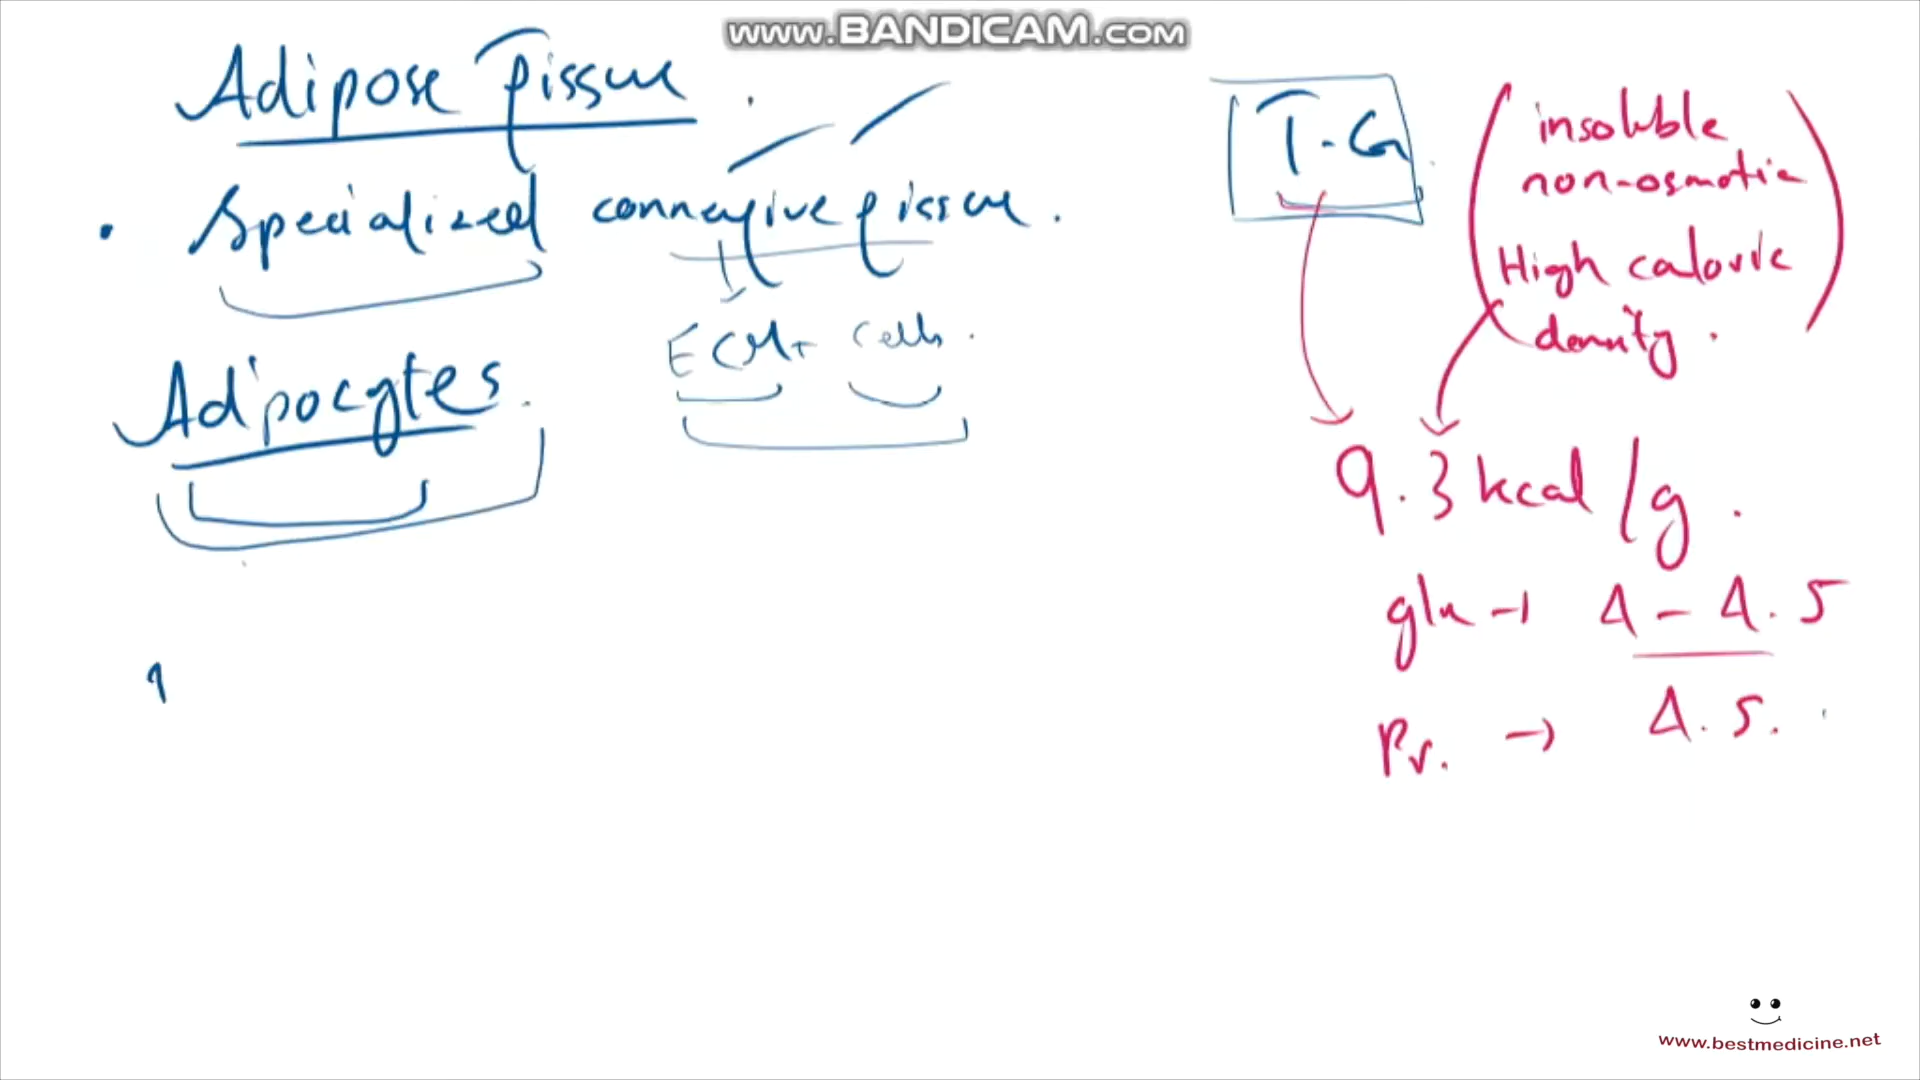 www.BANDICAM.com
Adipose Tissue.
• Specialized connective tissue.
ECM + cells.
Adipocytes.
T-G
insoluble
non-osmotic
High caloric
density.
9.3 kcal/g.
glu → 4 - 4.5
Pr. → 4.5.
www.bestmedicine.net